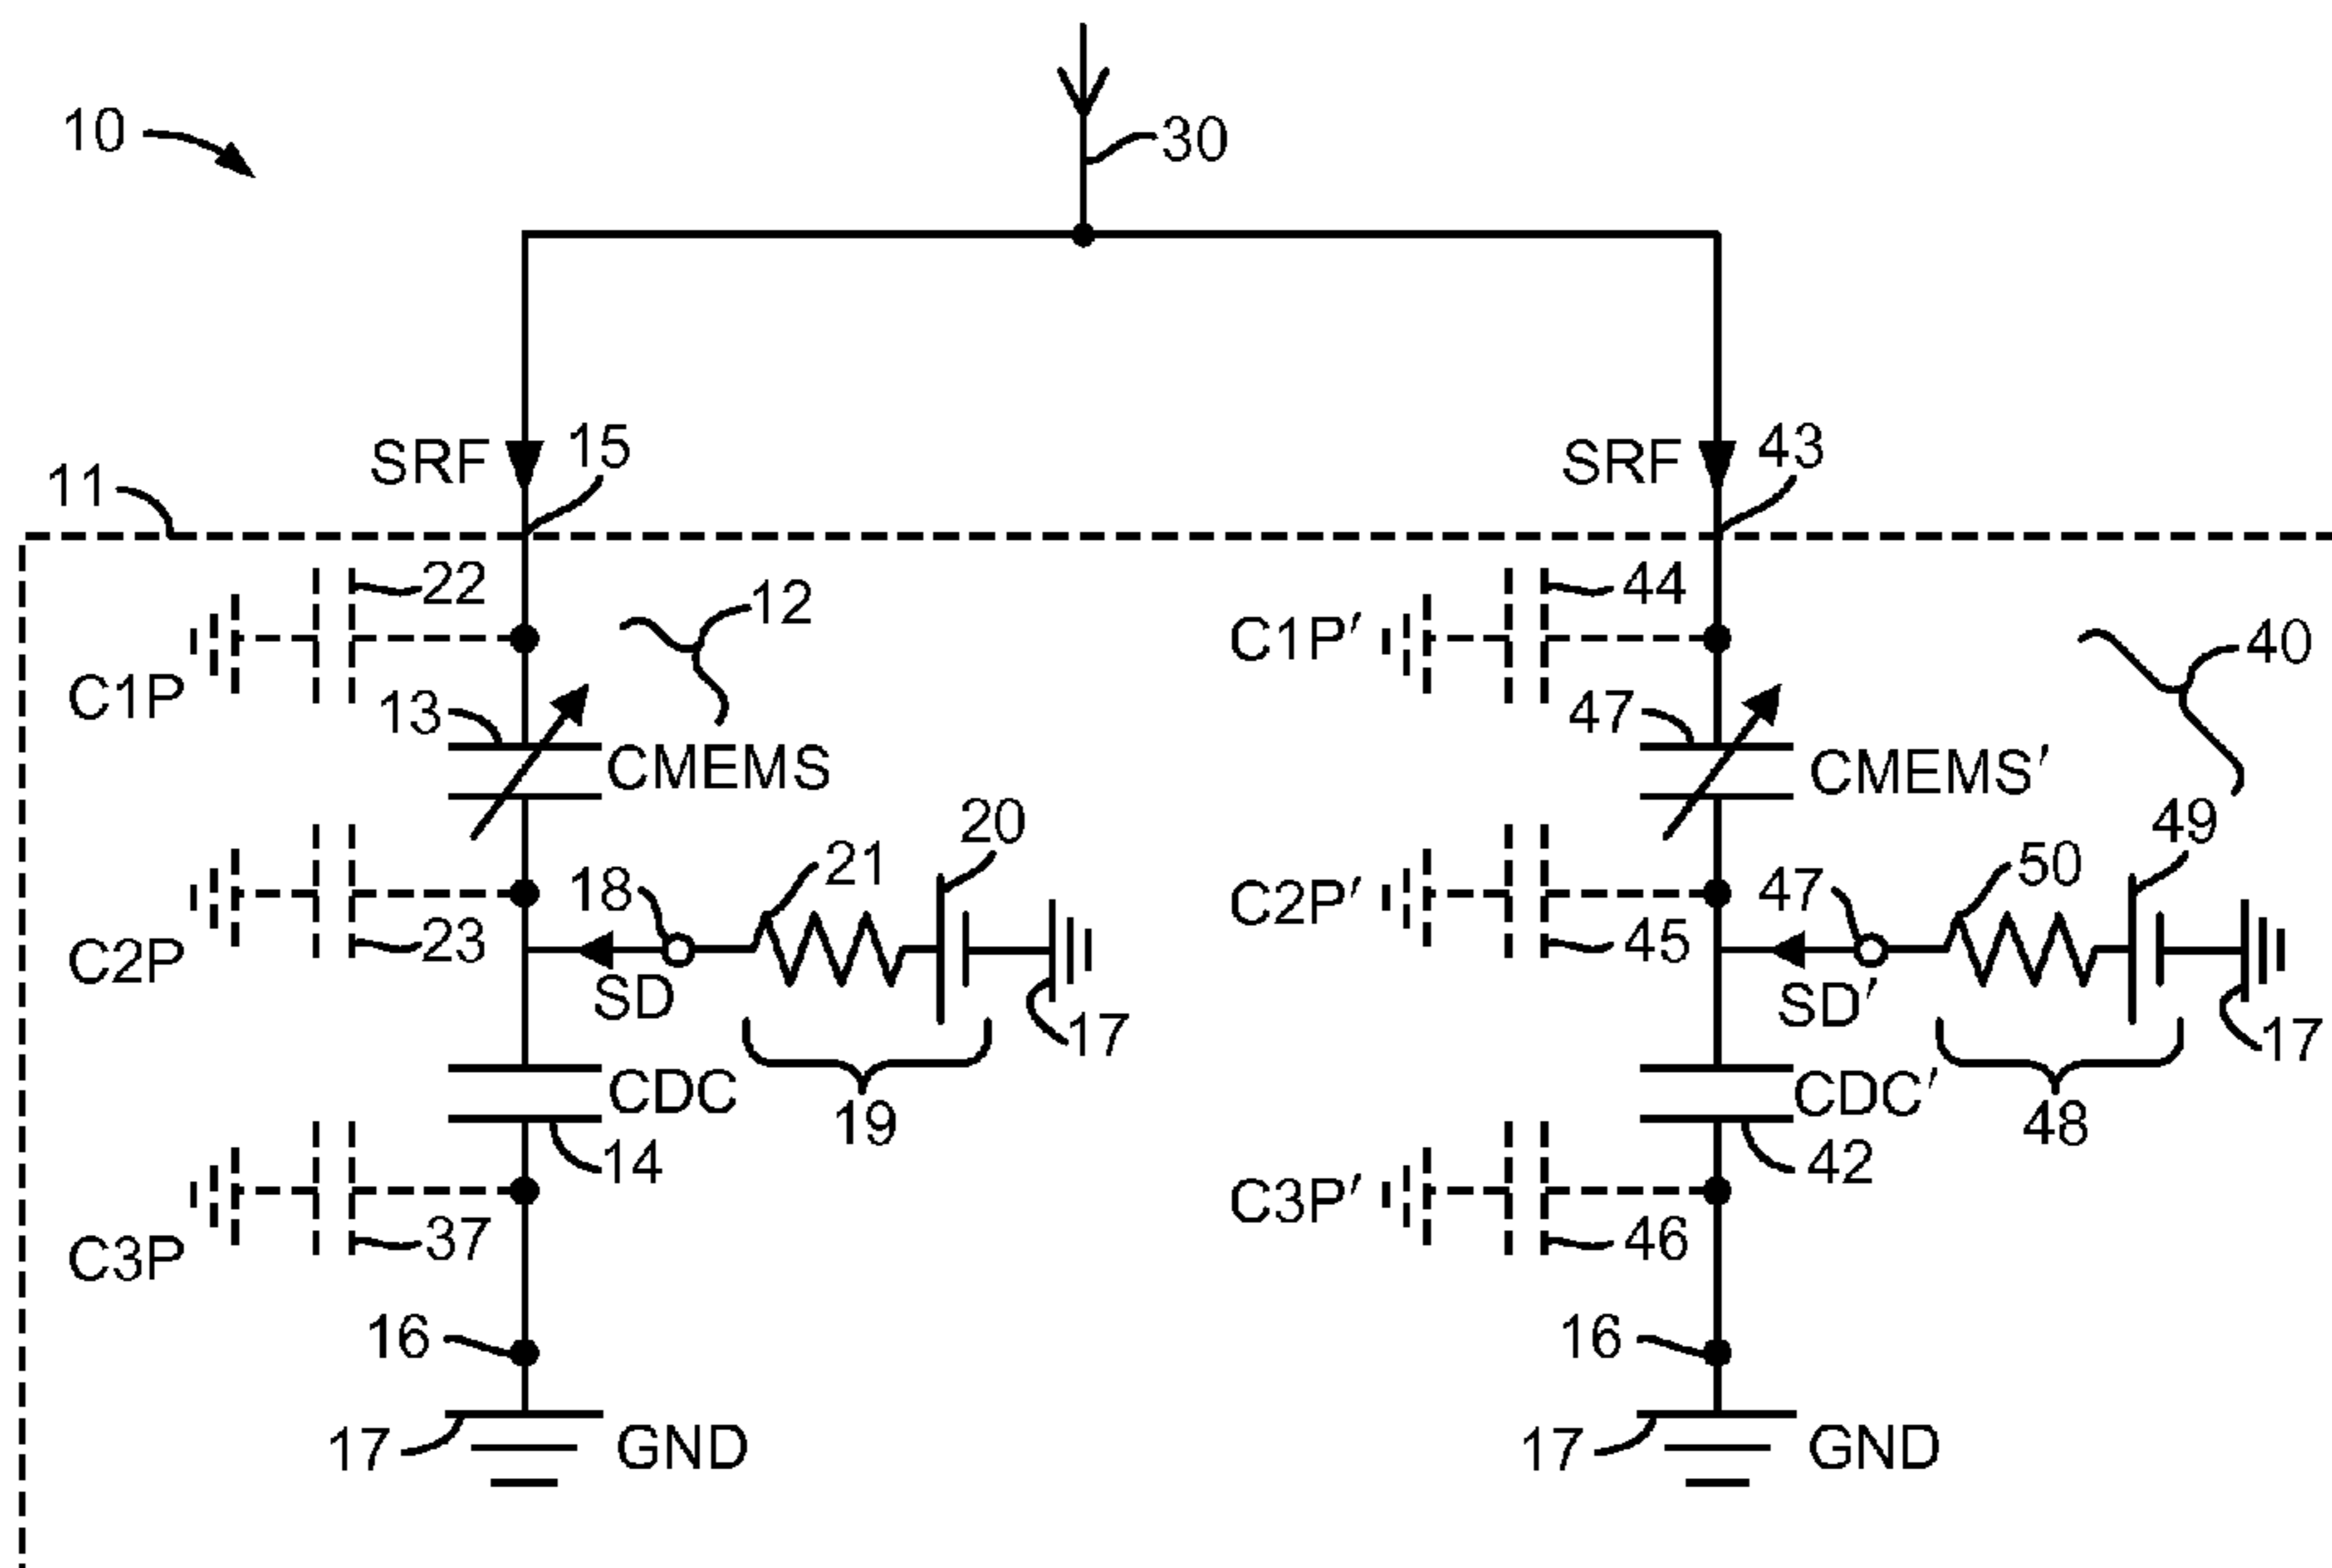 10
30
SRF
15
SRF
43
11
22
12
44
C1P
C1P′
40
13
47
CMEMS
CMEMS′
20
49
21
50
18
47
C2P
23
C2P′
45
SD
SD′
17
17
CDC
CDC′
19
48
14
42
C3P
37
C3P′
46
16
16
17
GND
17
GND